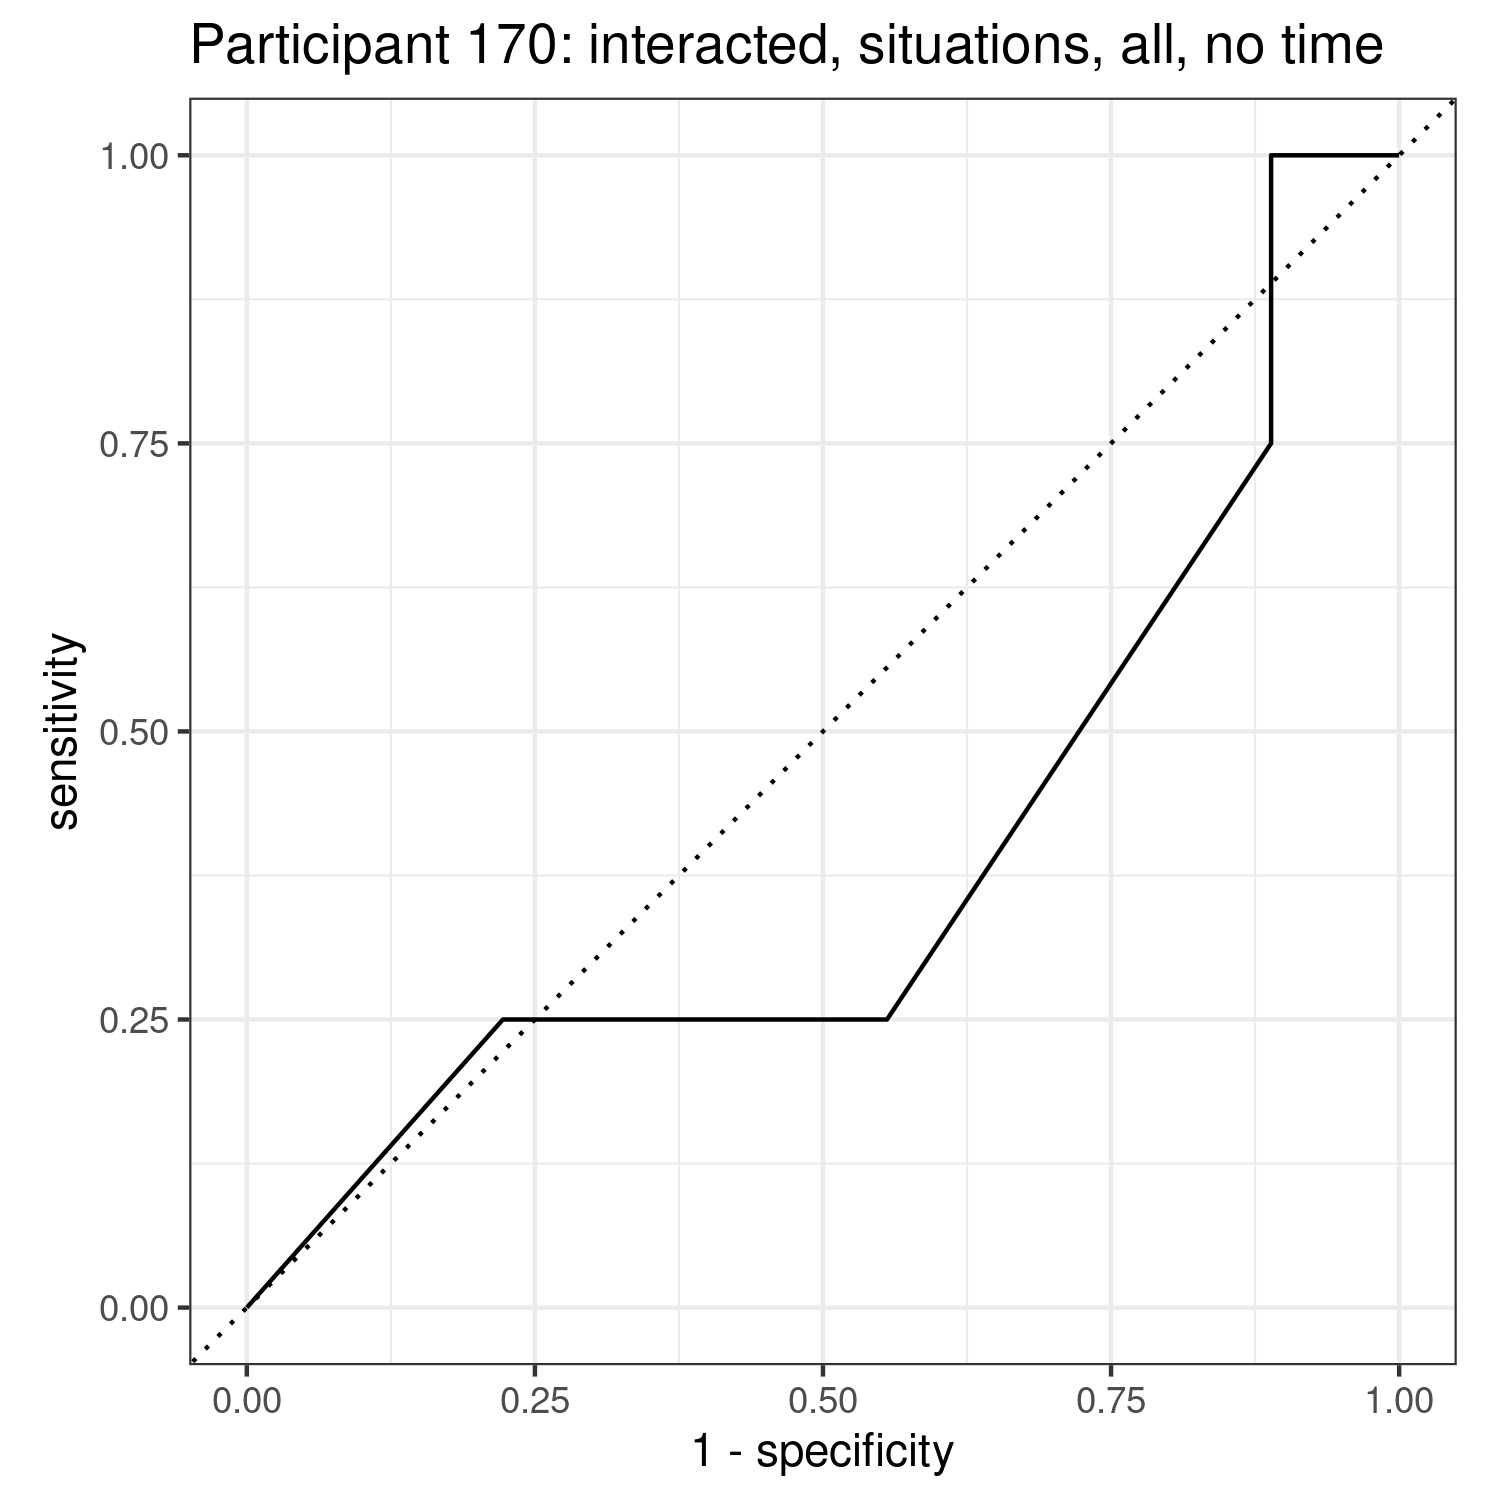 Participant 170: interacted, situations, all, no time
1.00
0.75
0.50
0.25
0.00
sensitivity
0.00 0.25 0.50 0.75 1.00
1 - specificity